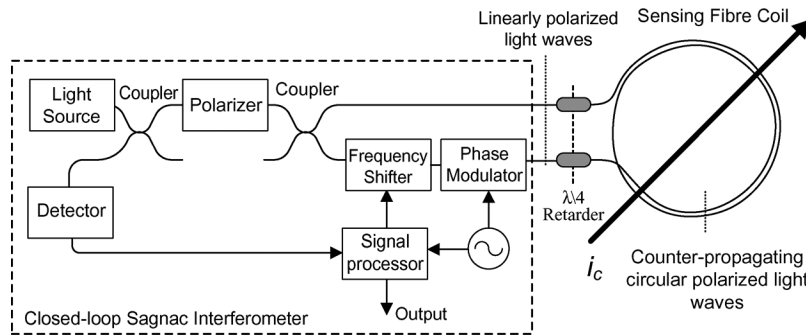 Linearly polarized
light waves
Sensing Fibre Coil
Light
Source
Coupler
Polarizer
Coupler
Frequency
Shifter
Phase
Modulator
λ\4
Retarder
Detector
Signal
processor
Output
i_c
Counter-propagating
circular polarized light
waves
Closed-loop Sagnac Interferometer